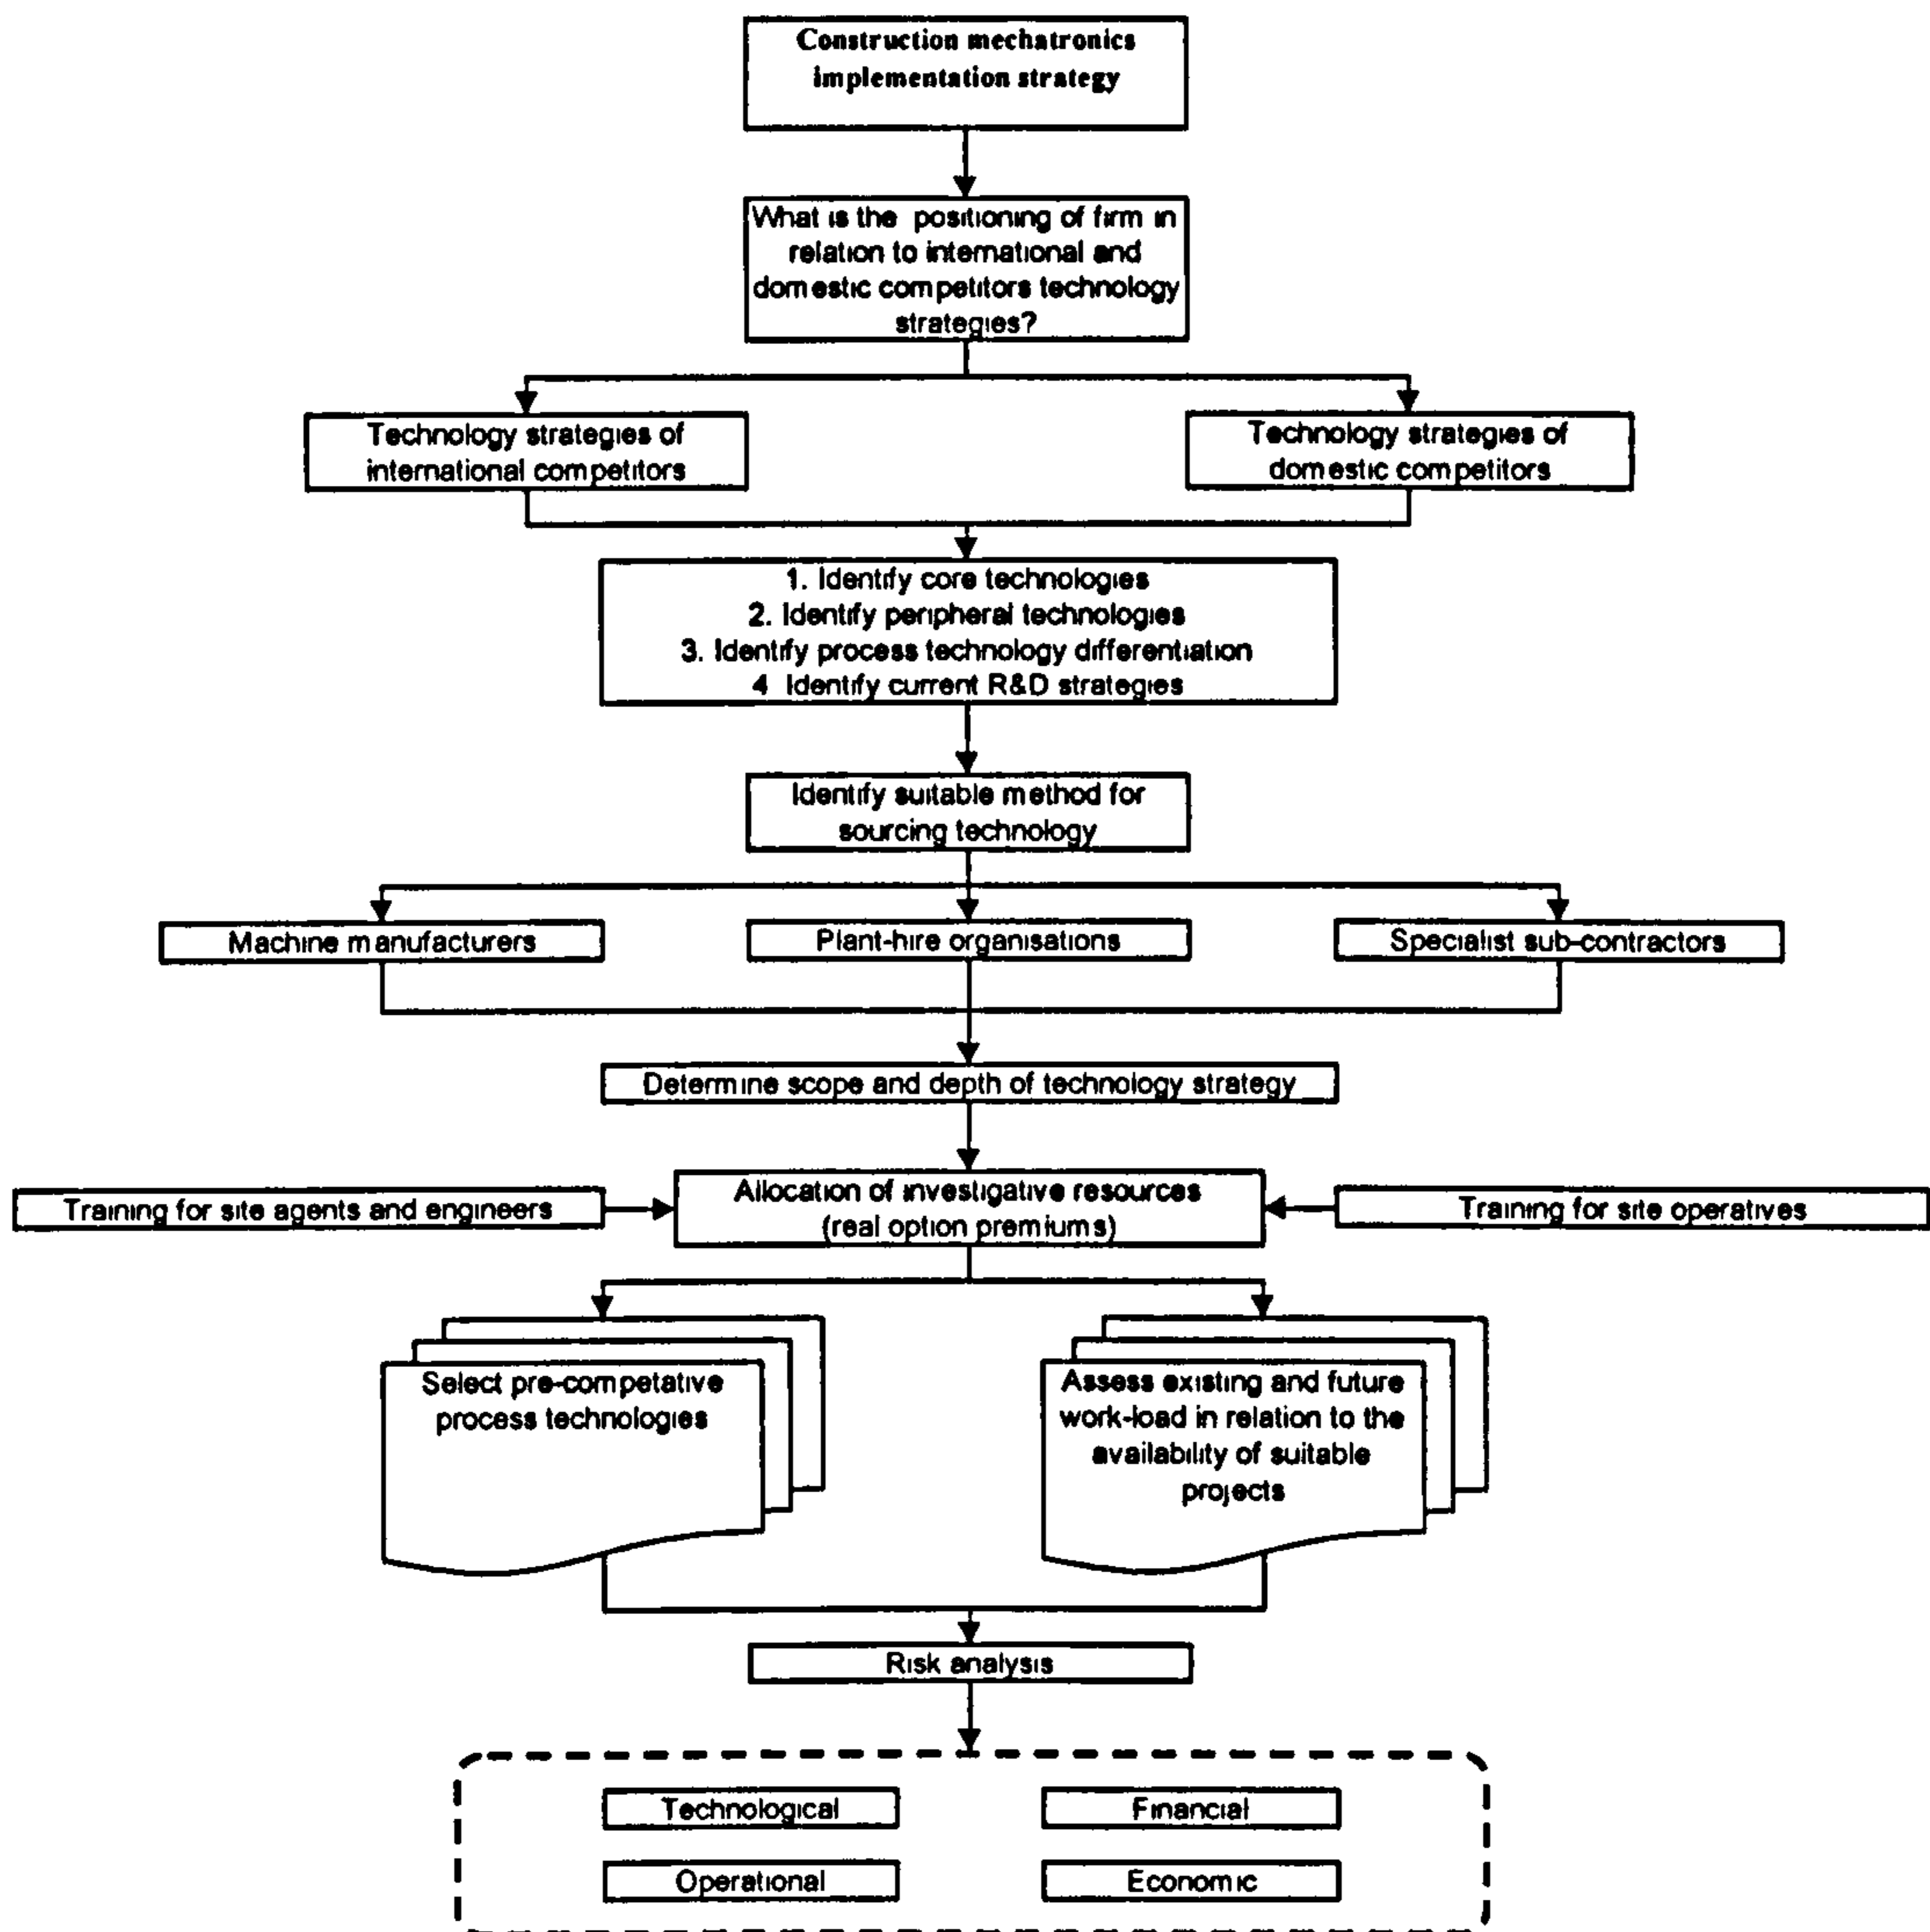 Construction mechatronics
implementation strategy
What is the positioning of firm in
relation to international and
domestic competitors technology
strategies?
Technology strategies of
international competitors
Technology strategies of
domestic competitors
1. Identify core technologies
2. Identify peripheral technologies
3. Identify process technology differentiation
4 Identify current R&D strategies
Identify suitable method for
sourcing technology
Machine manufacturers
Plant-hire organisations
Specialist sub-contractors
Determine scope and depth of technology strategy
Training for site agents and engineers
Allocation of investigative resources
(real option premiums)
Training for site operatives
Select pre-competative
process technologies
Assess existing and future
work-load in relation to the
availability of suitable
projects
Risk analysis
Technological
Financial
Operational
Economic